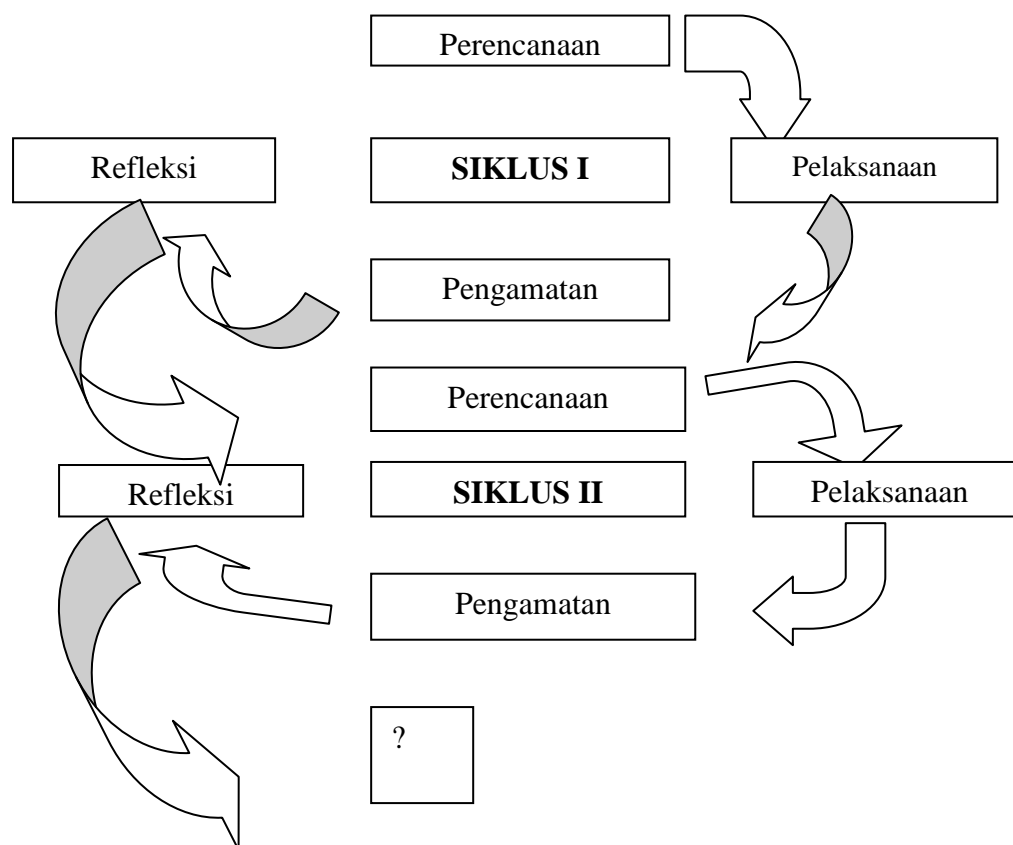 Perencanaan
Refleksi
SIKLUS I
Pelaksanaan
Pengamatan
Perencanaan
Refleksi
SIKLUS II
Pelaksanaan
Pengamatan
?